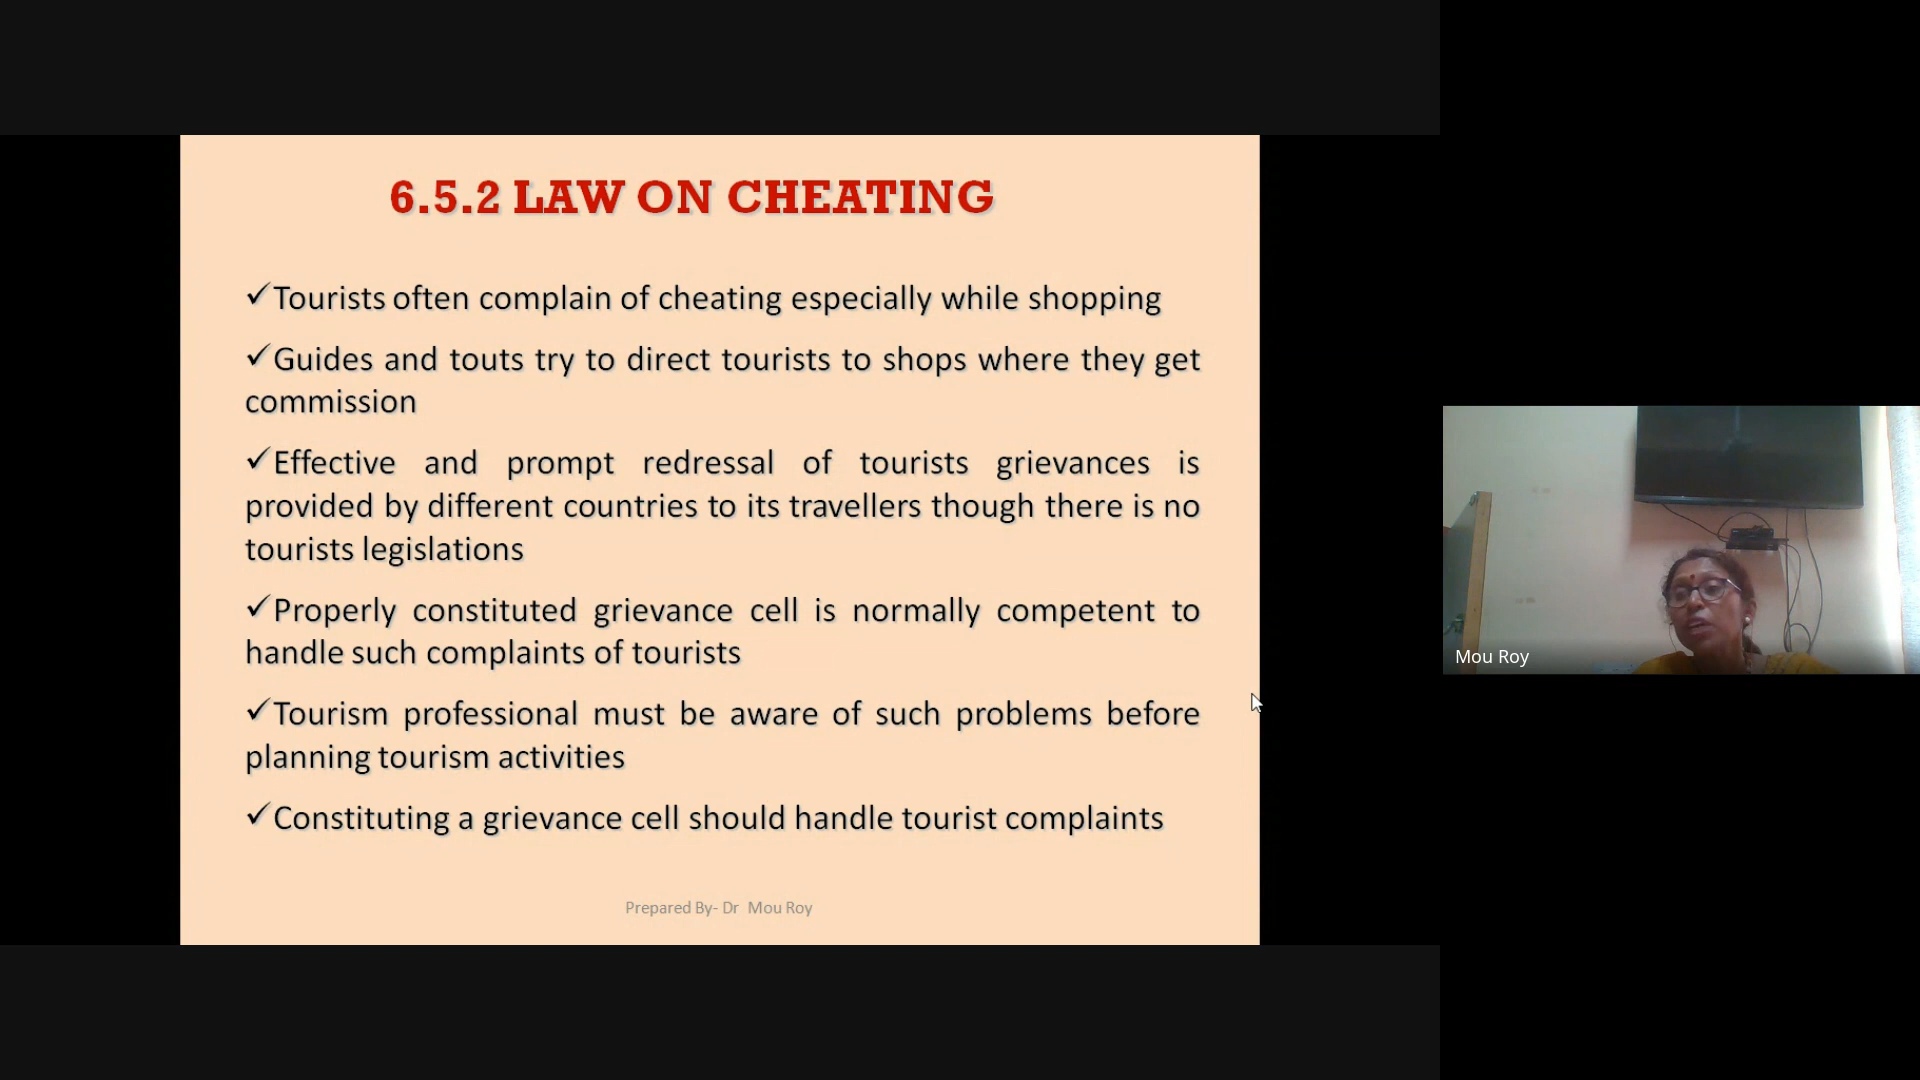 6.5.2 LAW ON CHEATING
✓Tourists often complain of cheating especially while shopping
✓Guides and touts try to direct tourists to shops where they get
commission
✓Effective and prompt redressal of tourists grievances is
provided by different countries to its travellers though there is no
tourists legislations
✓Properly constituted grievance cell is normally competent to
handle such complaints of tourists
✓Tourism professional must be aware of such problems before
planning tourism activities
✓Constituting a grievance cell should handle tourist complaints
Prepared By- Dr Mou Roy
Mou Roy